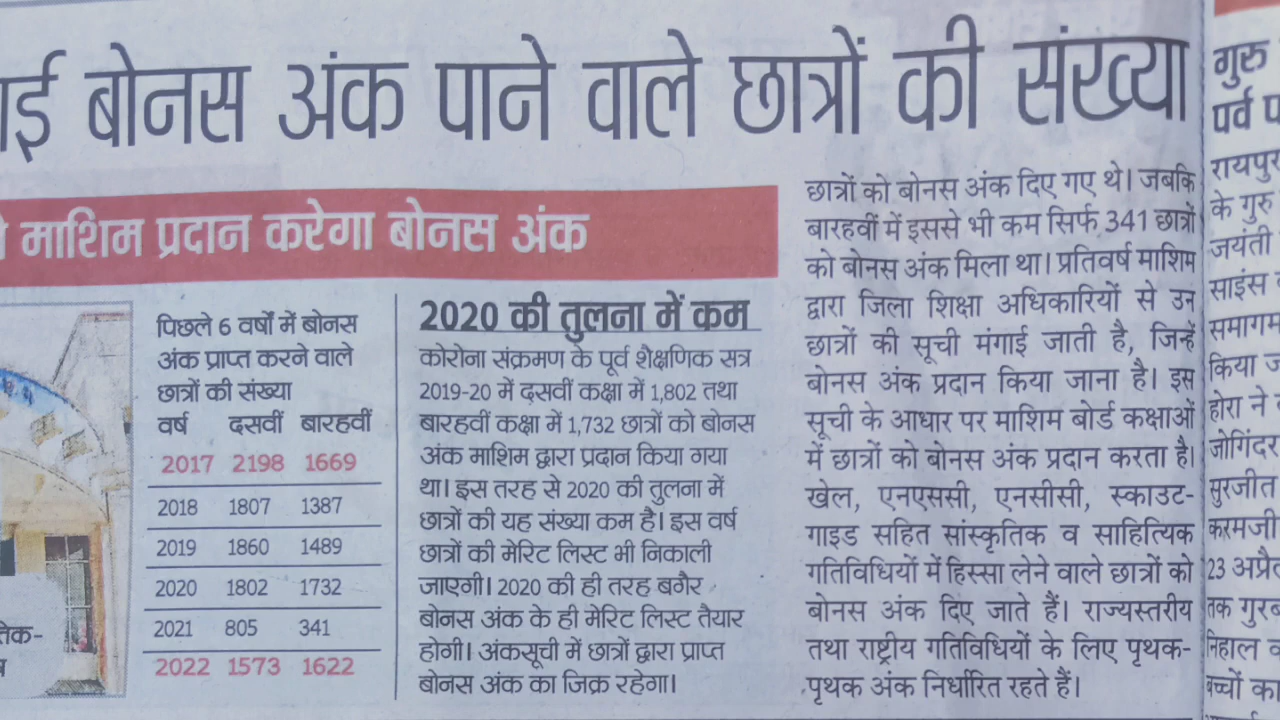 बोनस अंक पाने वाले छात्रों की संख्या
माशिम प्रदान करेगा बोनस अंक
पिछले 6 वर्षों में बोनस
अंक प्राप्त करने वाले
छात्रों की संख्या
वर्ष दसवीं बारहवीं
2017 2198 1669
2018 1807 1387
2019 1860 1489
2020 1802 1732
2021 805 341
2022 1573 1622
2020 की तुलना में कम
कोरोना संक्रमण के पूर्व शैक्षणिक सत्र
2019-20 में दसवीं कक्षा में 1,802 तथा
बारहवीं कक्षा में 1,732 छात्रों को बोनस
अंक माशिम द्वारा प्रदान किया गया
था। इस तरह से 2020 की तुलना में
छात्रों की यह संख्या कम है। इस वर्ष
छात्रों की मेरिट लिस्ट भी निकाली
जाएगी। 2020 की ही तरह बगैर
बोनस अंक के ही मेरिट लिस्ट तैयार
होगी। अंकसूची में छात्रों द्वारा प्राप्त
बोनस अंक का जिक्र रहेगा।
छात्रों को बोनस अंक दिए गए थे। जबकि
बारहवीं में इससे भी कम सिर्फ 341 छात्रों
को बोनस अंक मिला था। प्रतिवर्ष माशिम
द्वारा जिला शिक्षा अधिकारियों से उन
छात्रों की सूची मंगाई जाती है, जिन्हें
बोनस अंक प्रदान किया जाना है। इस
सूची के आधार पर माशिम बोर्ड कक्षाओं
में छात्रों को बोनस अंक प्रदान करता है।
खेल, एनएससी, एनसीसी, स्काउट-
गाइड सहित सांस्कृतिक व साहित्यिक
गतिविधियों में हिस्सा लेने वाले छात्रों को
बोनस अंक दिए जाते हैं। राज्यस्तरीय
तथा राष्ट्रीय गतिविधियों के लिए पृथक-
पृथक अंक निर्धारित रहते हैं।
गुरु
पर्व
रायपुर
के गुरु
जयंती
साइंस
समागम
किया
होरा ने
जोगिंदर
सुरजीत
करमजी
23 अप्रैल
तक गुरु
निहाल
बच्चों का